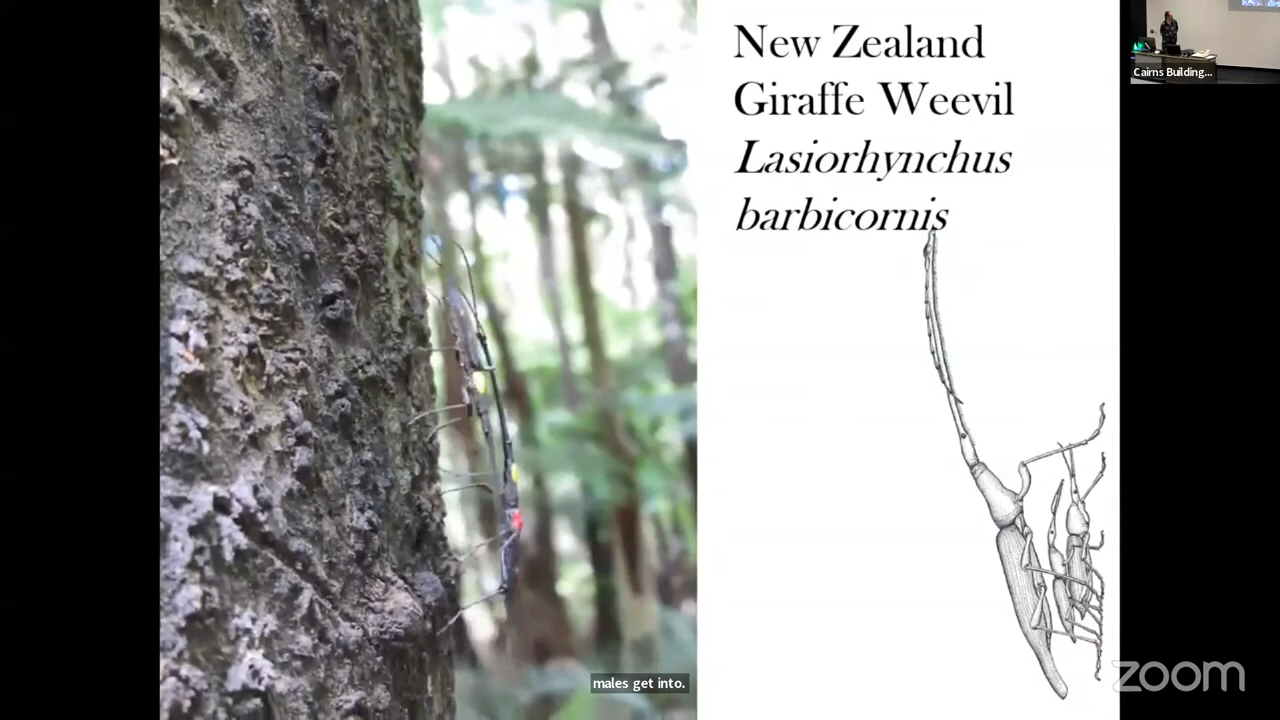 New Zealand
Giraffe Weevil
Lasiorhynchus
barbicornis
Cairns Building...
males get into.
zoom